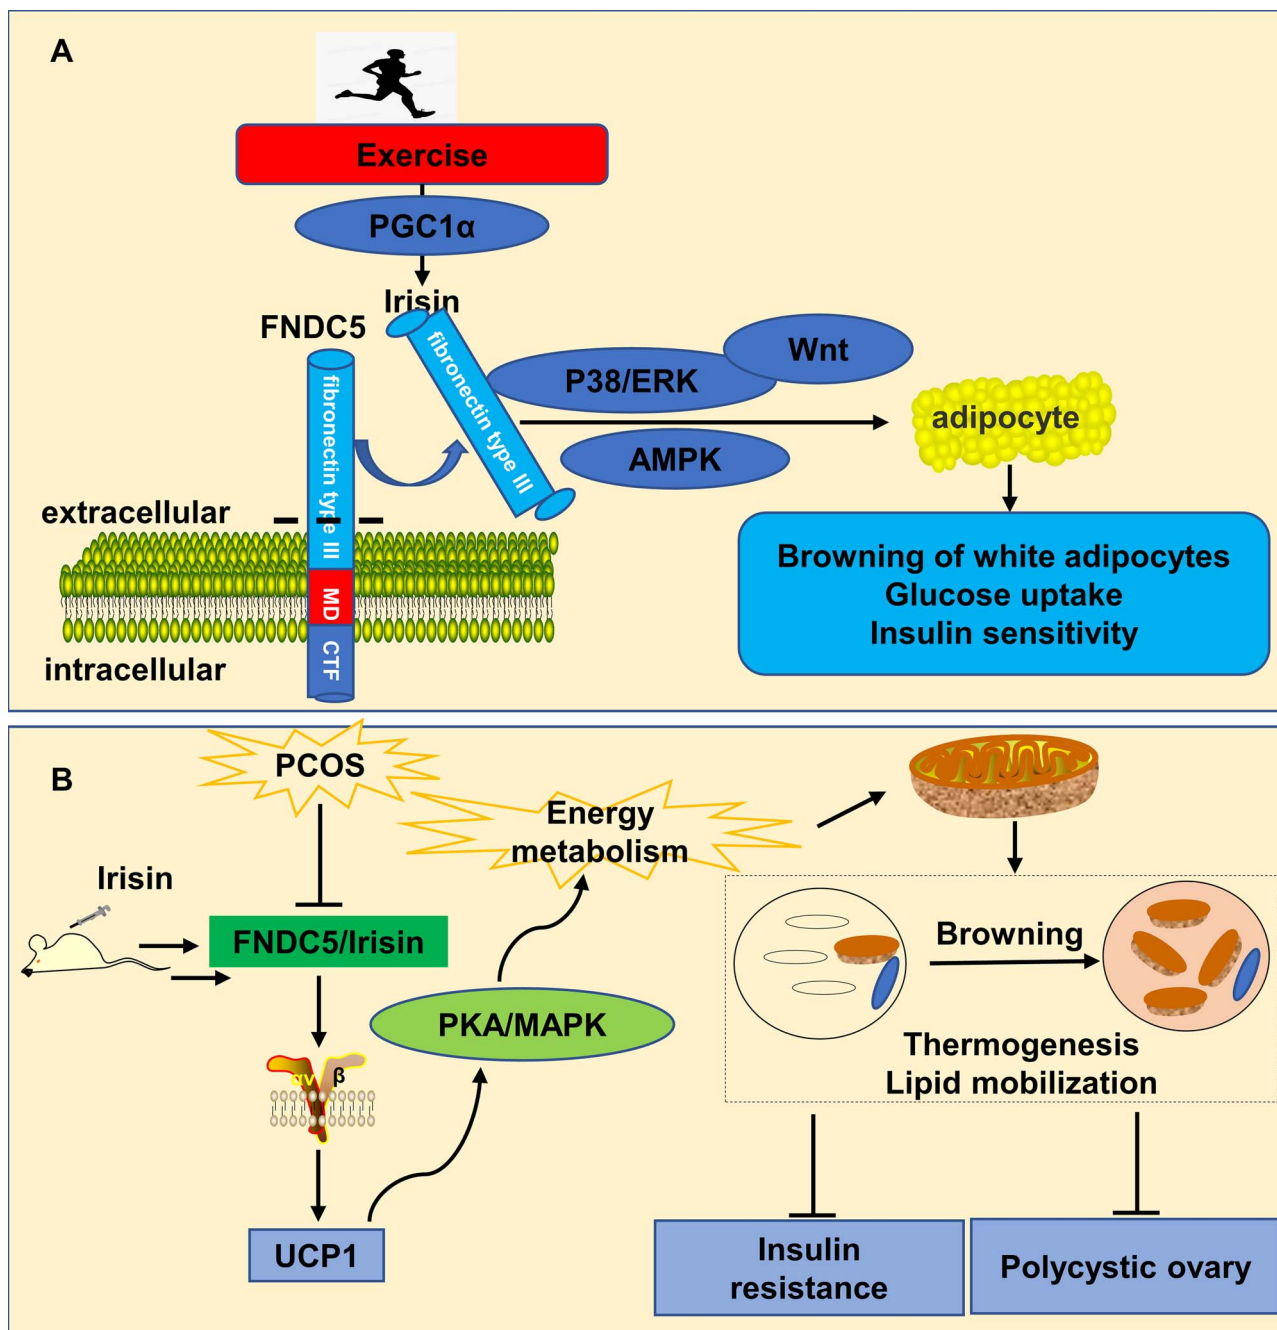 A
Exercise
PGC1α
Irisin
FNDC5
fibronectin type III
fibronectin type III
P38/ERK
Wnt
AMPK
adipocyte
extracellular
MD
CTF
intracellular
Browning of white adipocytes
Glucose uptake
Insulin sensitivity
B
PCOS
Energy
metabolism
Irisin
FNDC5/Irisin
Browning
PKA/MAPK
αv
β
Thermogenesis
Lipid mobilization
UCP1
Insulin
resistance
Polycystic ovary